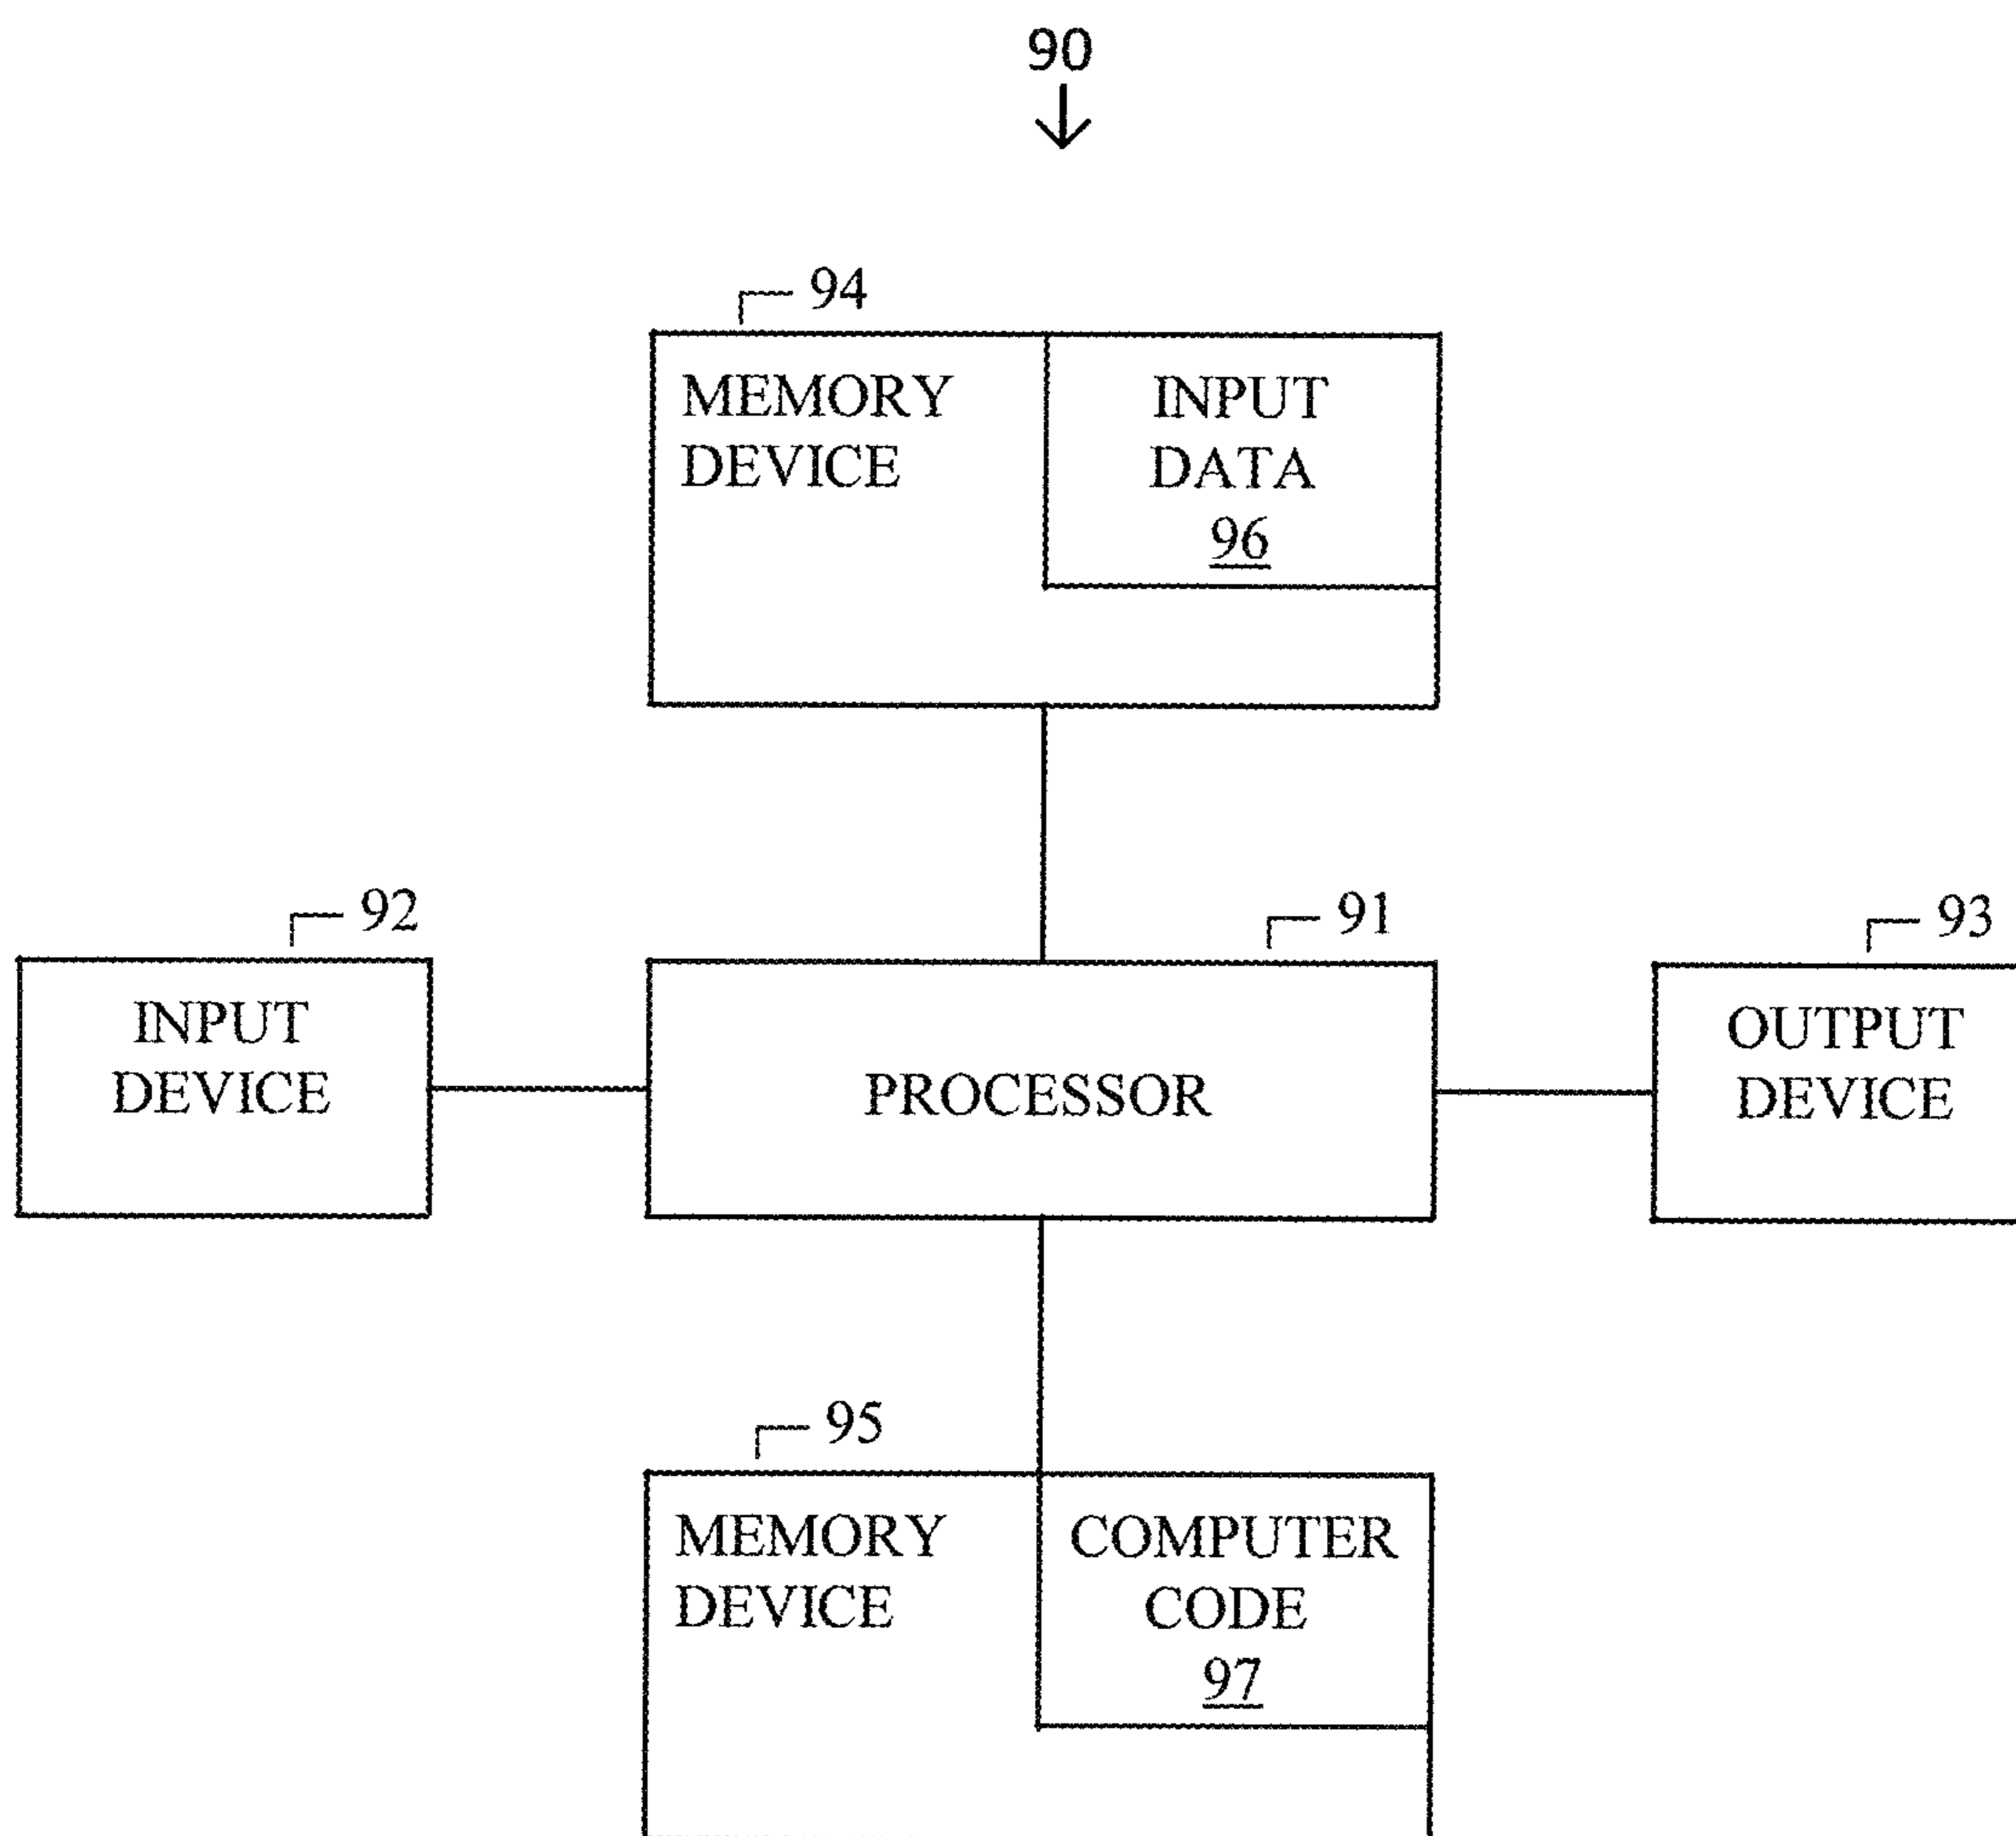 90
94
MEMORY
DEVICE
INPUT
DATA
96
92
INPUT
DEVICE
91
PROCESSOR
93
OUTPUT
DEVICE
95
MEMORY
DEVICE
COMPUTER
CODE
97